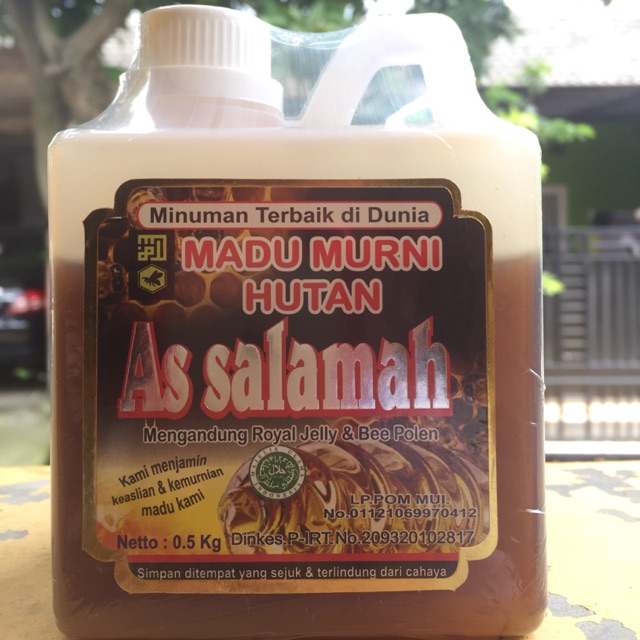 Minuman Terbaik di Dunia
MADU MURNI
HUTAN
As salamah
Mengandung Royal Jelly & Bee Polen
Kami menjamin
keaslian & kemurnian
madu kami
LP.POM MUI.
No.01121069970412
Netto : 0.5 Kg
Dinkes.P-IRT.No.209320102817
Simpan ditempat yang sejuk & terlindung dari cahaya